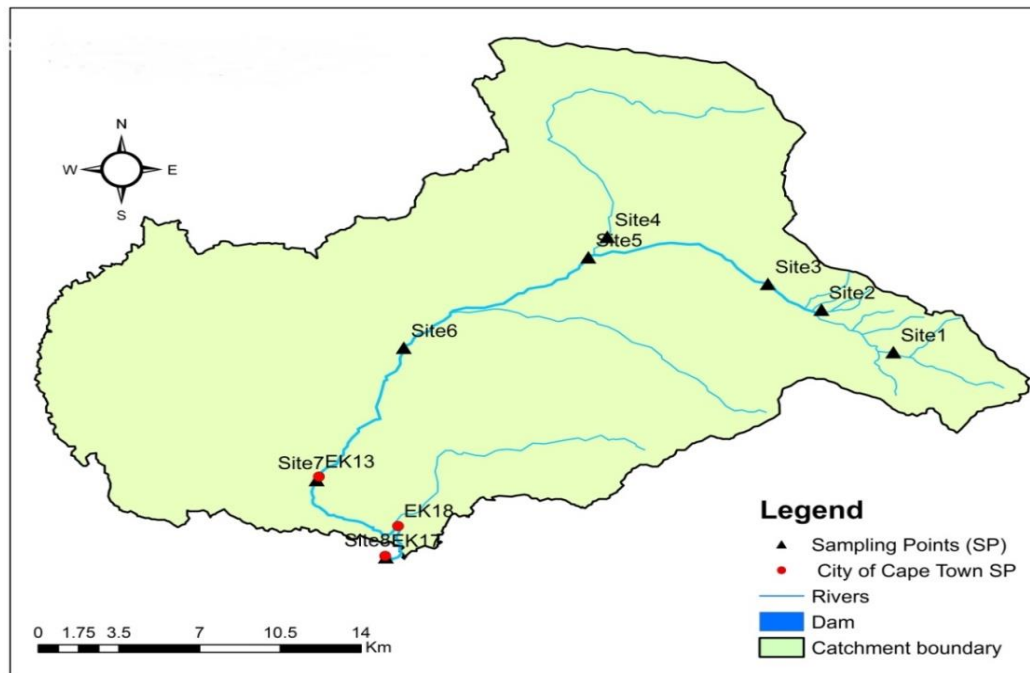 N
W E
S
Site4
Site5
Site3
Site2
Site1
Site6
Site7EK13
EK18
Site8EK17
Legend
Sampling Points (SP)
City of Cape Town SP
Rivers
Dam
Catchment boundary
0 1.75 3.5 7 10.5 14
Km